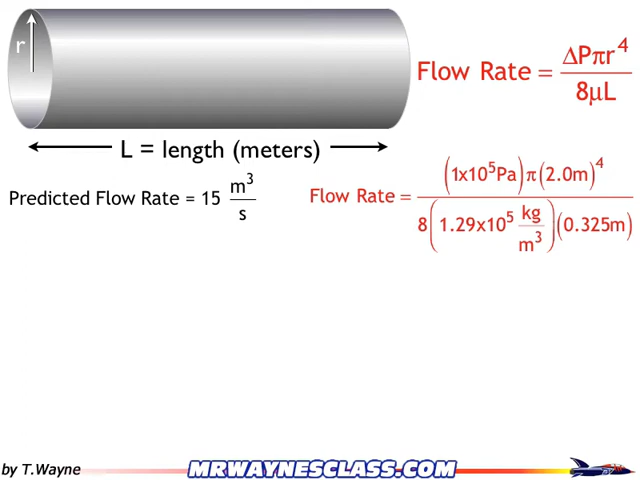 r
Flow Rate = ΔPπr⁴ / 8μL
L = length (meters)
Predicted Flow Rate = 15 m³ / s
Flow Rate = (1x10⁵Pa)π(2.0m)⁴ / 8(1.29x10⁵ kg / m³)(0.325m)
by T.Wayne
MRWAYNESCLASS.COM